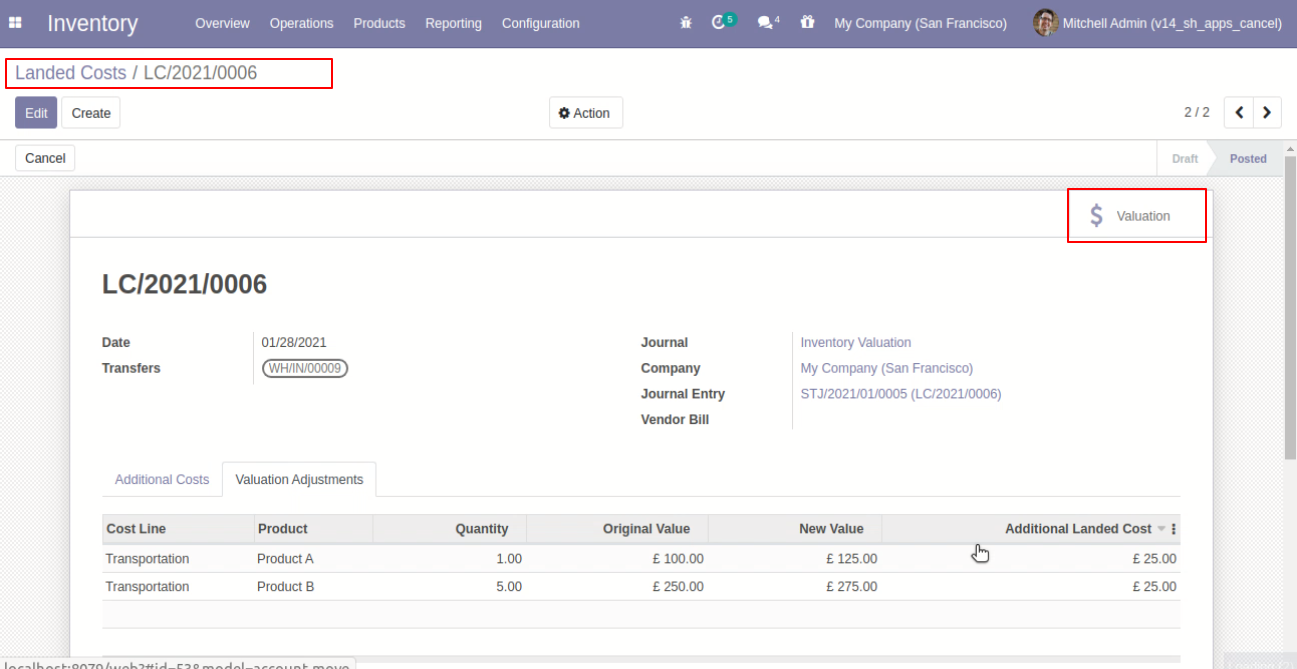 Inventory Overview Operations Products Reporting Configuration 5 4 My Company (San Francisco) Mitchell Admin (v14_sh_apps_cancel)
Landed Costs / LC/2021/0006
Edit Create Action 2 / 2
Cancel Draft Posted
$ Valuation
LC/2021/0006
Date 01/28/2021 Journal Inventory Valuation
Transfers WH/IN/00009 Company My Company (San Francisco)
Journal Entry STJ/2021/01/0005 (LC/2021/0006)
Vendor Bill
Additional Costs Valuation Adjustments
Cost Line Product Quantity Original Value New Value Additional Landed Cost
Transportation Product A 1.00 £ 100.00 £ 125.00 £ 25.00
Transportation Product B 5.00 £ 250.00 £ 275.00 £ 25.00
localhost:8079/web?#id=53&model=account.move